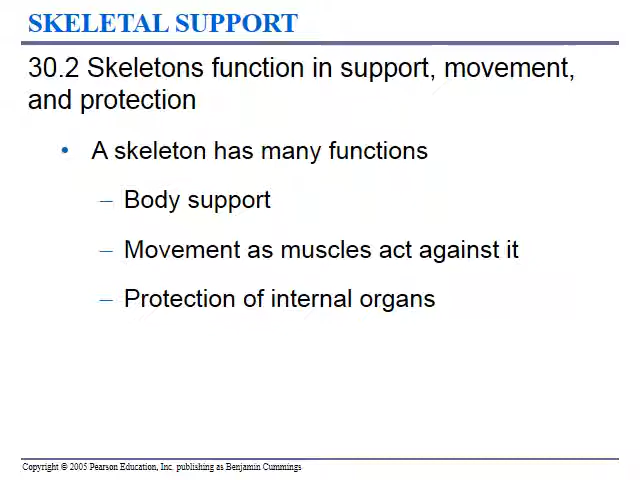 SKELETAL SUPPORT
30.2 Skeletons function in support, movement,
and protection
• A skeleton has many functions
– Body support
– Movement as muscles act against it
– Protection of internal organs
Copyright © 2005 Pearson Education, Inc. publishing as Benjamin Cummings